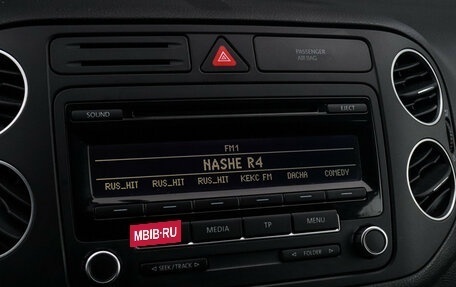 PASSENGER
AIR BAG
SOUND
EJECT
FM1
NASHE R4
RUS_HIT RUS_HIT RUS_HIT КЕКС FM DACHA COMEDY
MBIB-RU
MEDIA TP MENU
SEEK/TRACK
FOLDER